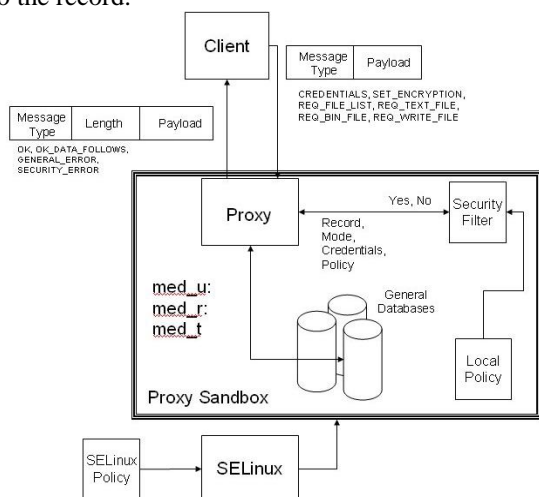 o the record.
Client
Message
Type
Payload
CREDENTIALS, SET_ENCRYPTION,
REQ_FILE_LIST, REQ_TEXT_FILE,
REQ_BIN_FILE, REQ_WRITE_FILE
Message
Type
Length
Payload
OK, OK_DATA_FOLLOWS,
GENERAL_ERROR,
SECURITY_ERROR
Proxy
Yes, No
Security
Filter
Record,
Mode,
Credentials,
Policy
med_u:
med_r:
med_t
General
Databases
Local
Policy
Proxy Sandbox
SELinux
Policy
SELinux